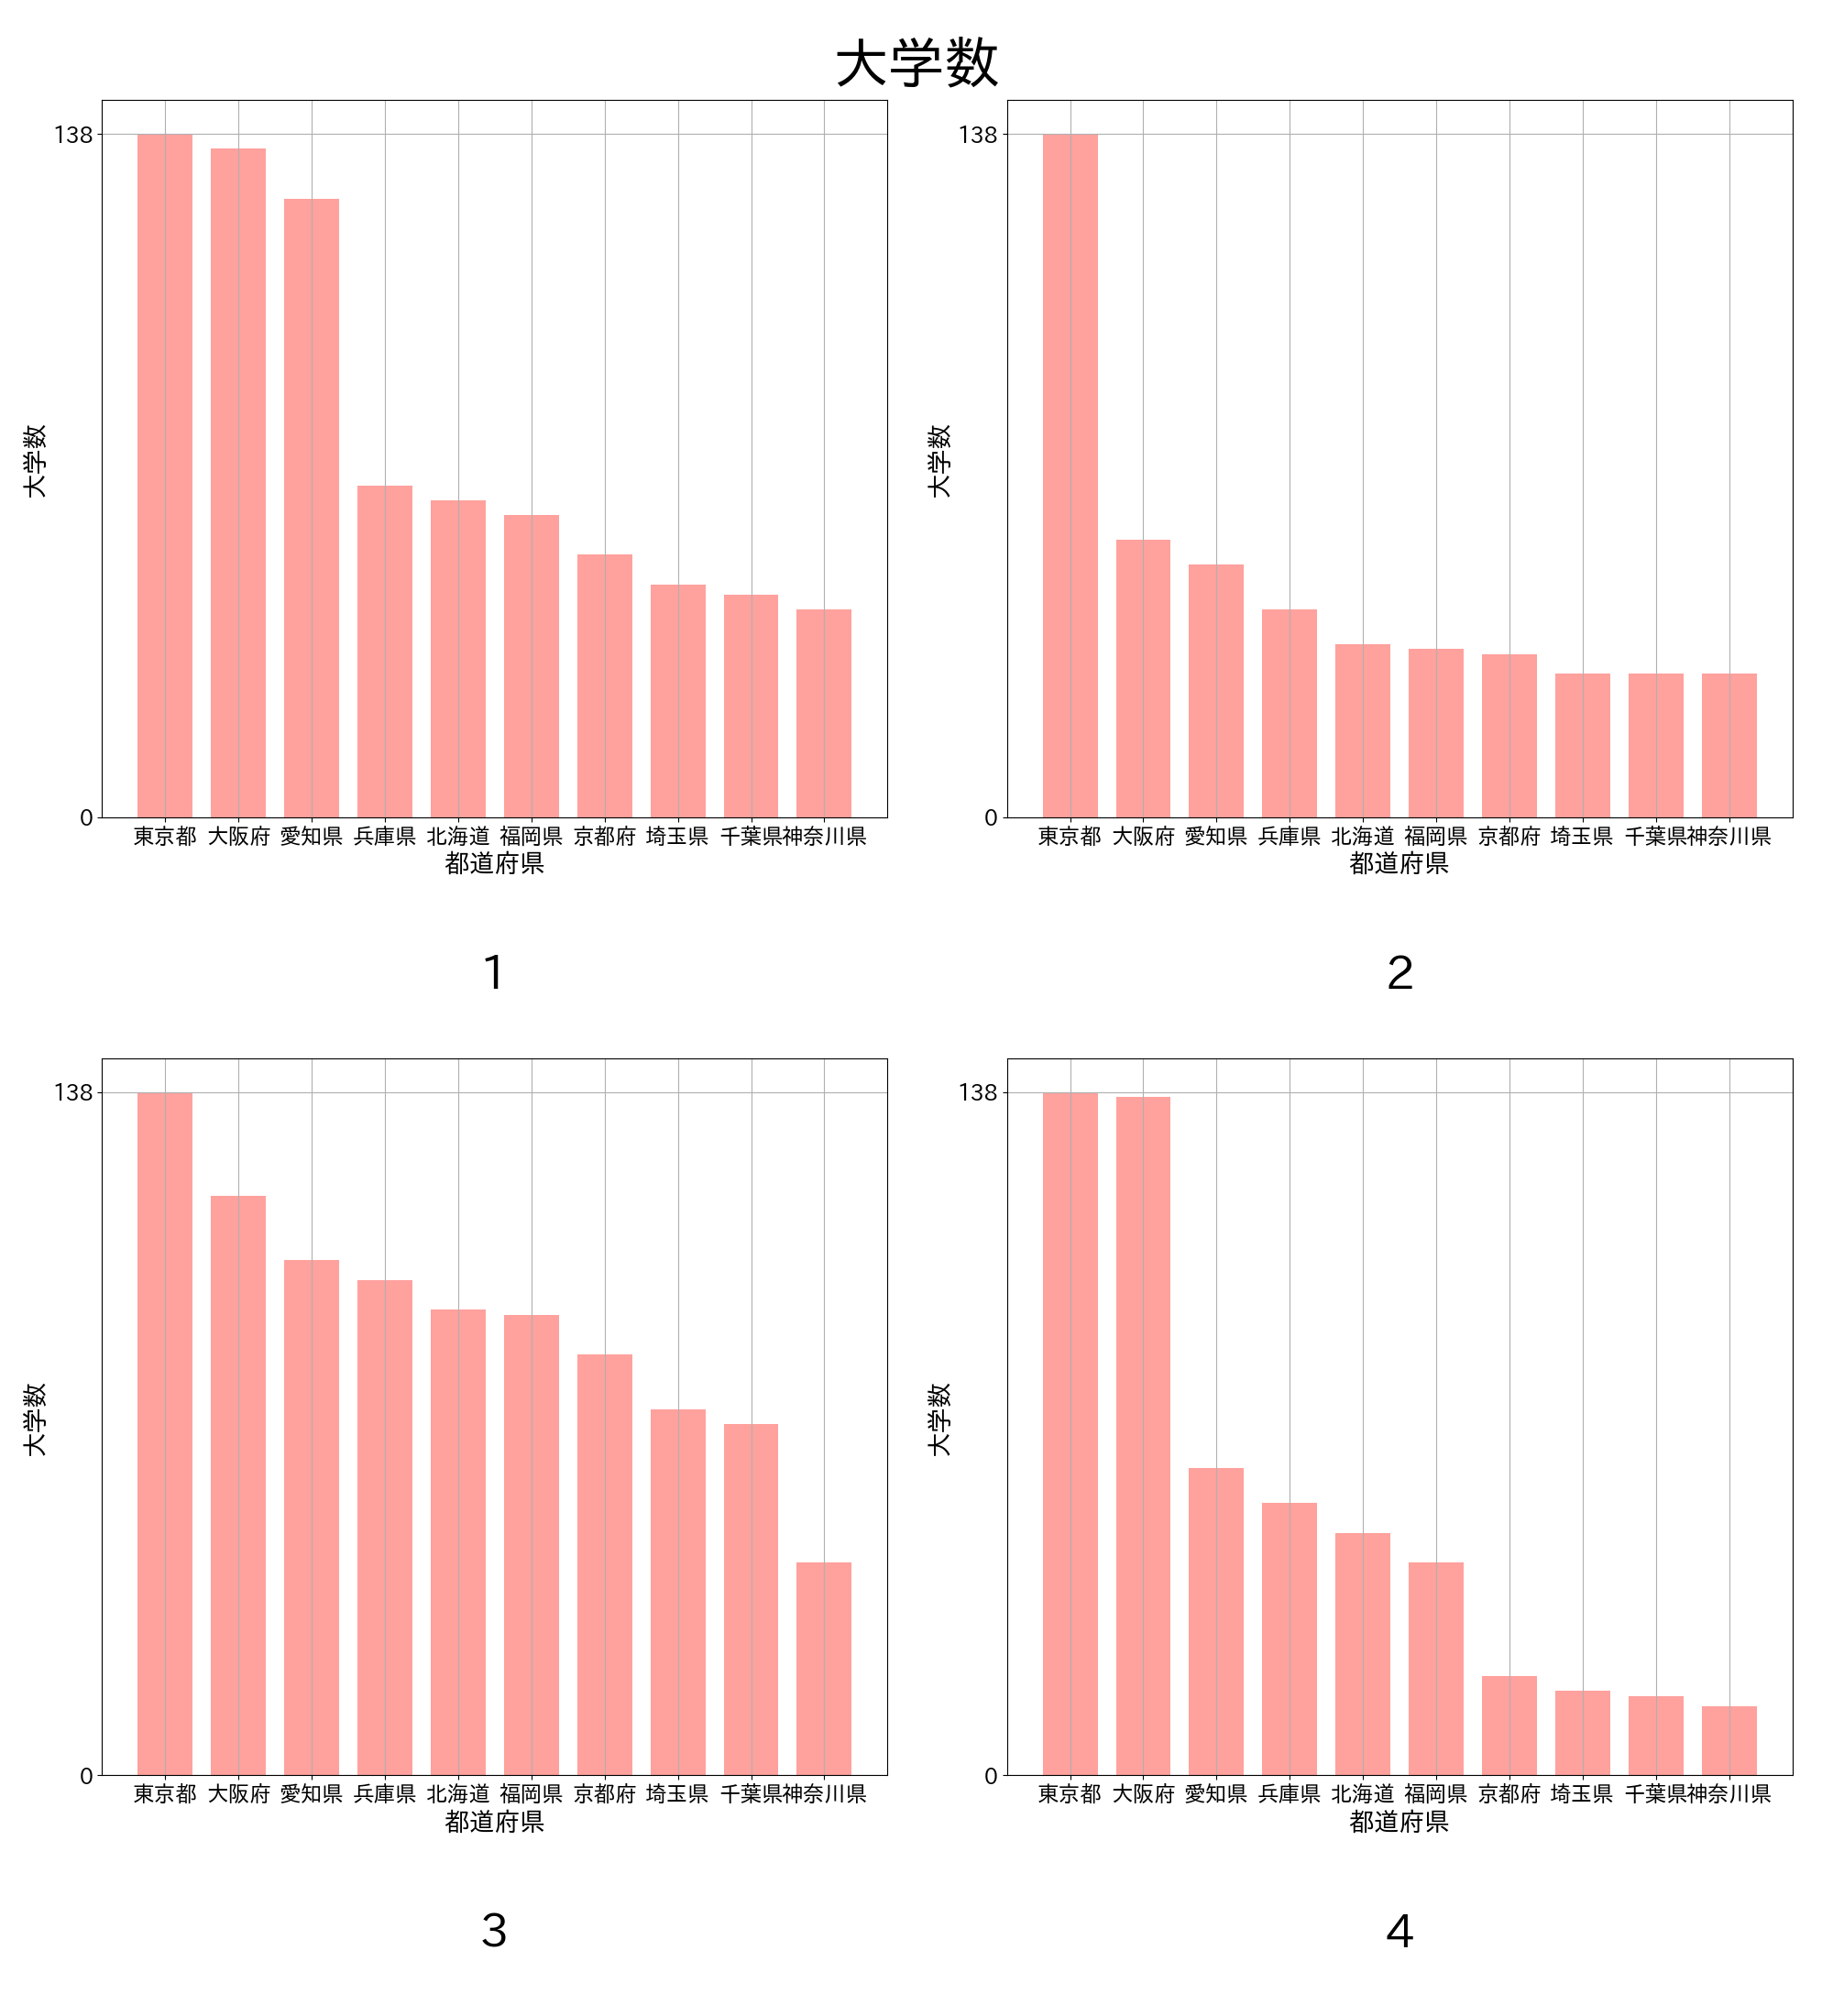 大学数
138
大学数
0
東京都 大阪府 愛知県 兵庫県 北海道 福岡県 京都府 埼玉県 千葉県 神奈川県
都道府県
1
138
大学数
0
東京都 大阪府 愛知県 兵庫県 北海道 福岡県 京都府 埼玉県 千葉県 神奈川県
都道府県
2
138
大学数
0
東京都 大阪府 愛知県 兵庫県 北海道 福岡県 京都府 埼玉県 千葉県 神奈川県
都道府県
3
138
大学数
0
東京都 大阪府 愛知県 兵庫県 北海道 福岡県 京都府 埼玉県 千葉県 神奈川県
都道府県
4